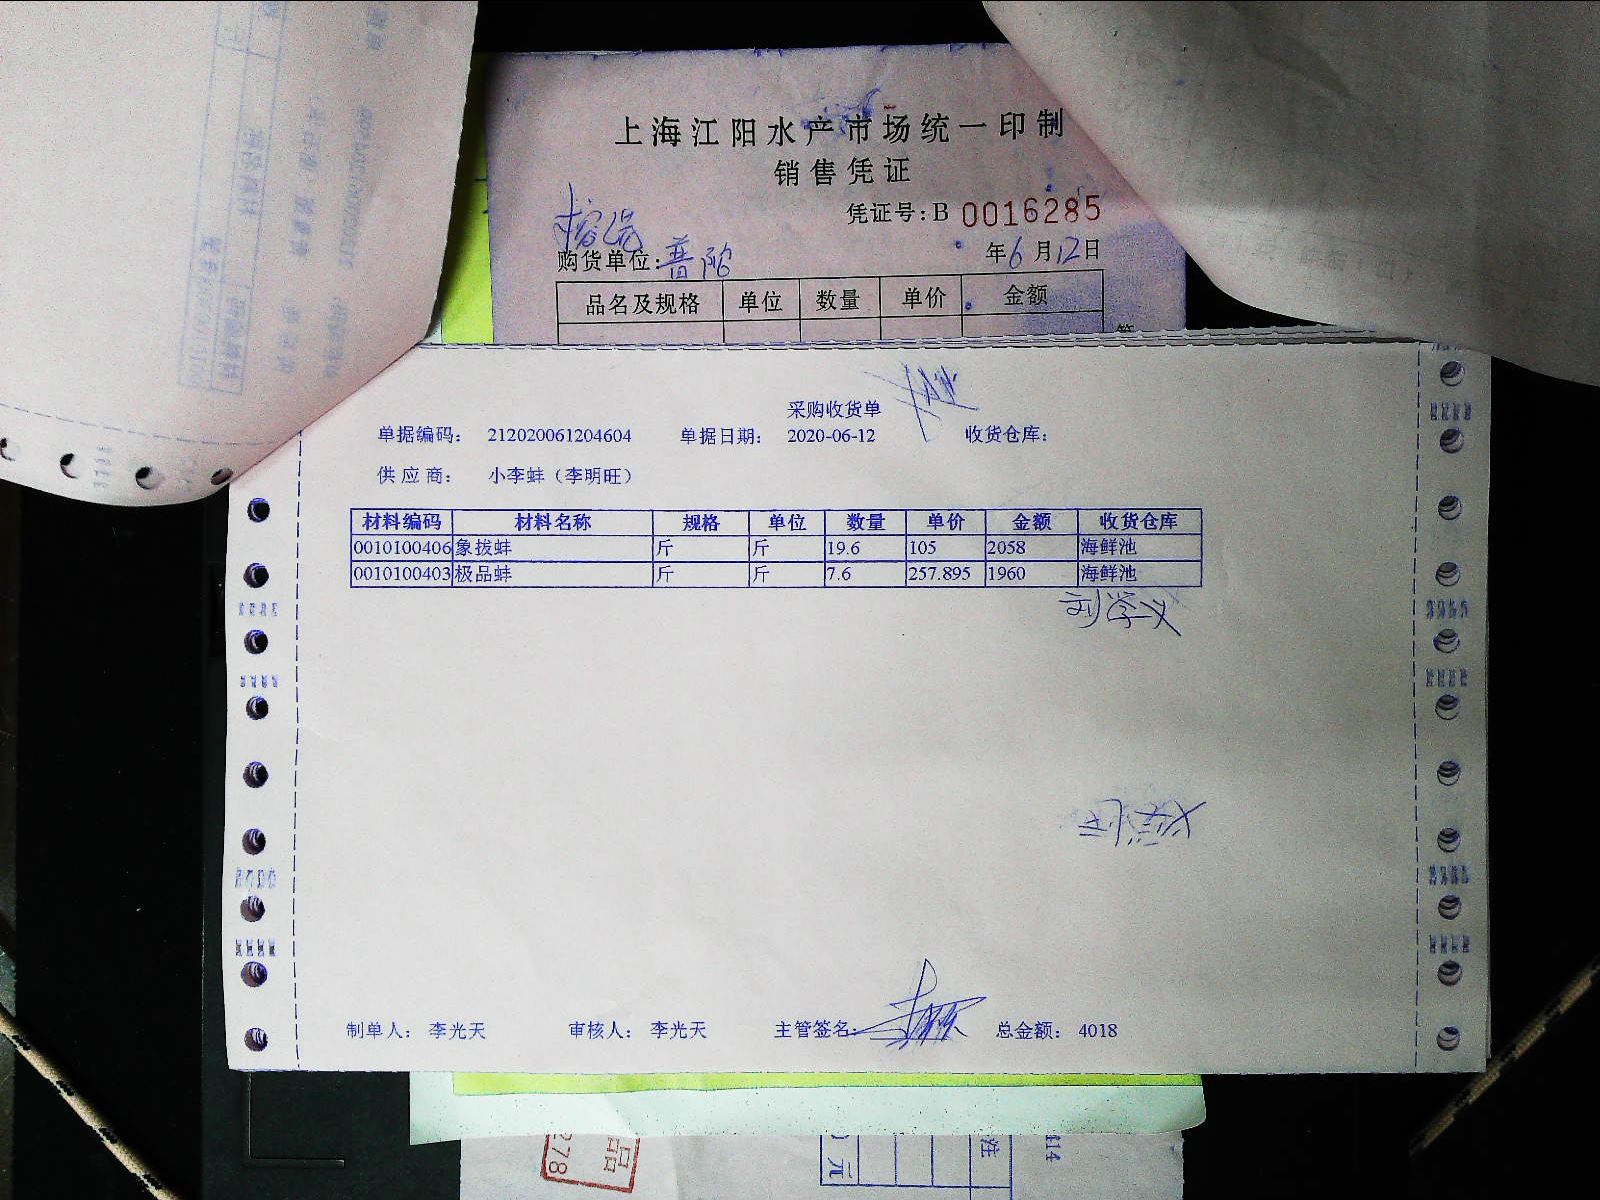 上海江阳水产市场统一印制
销售凭证
凭证号:B 0016285
购货单位:普陀
年6月12日
品名及规格 单位 数量 单价 金额
采购收货单
单据编码: 212020061204604 单据日期: 2020-06-12 收货仓库:
供应商: 小李蚌（李明旺）
材料编码 材料名称 规格 单位 数量 单价 金额 收货仓库
0010100406 象拔蚌 斤 斤 19.6 105 2058 海鲜池
0010100403 极品蚌 斤 斤 7.6 257.895 1960 海鲜池
刘学义
制单人: 李光天 审核人: 李光天 主管签名: 总金额: 4018
品
278
元
注